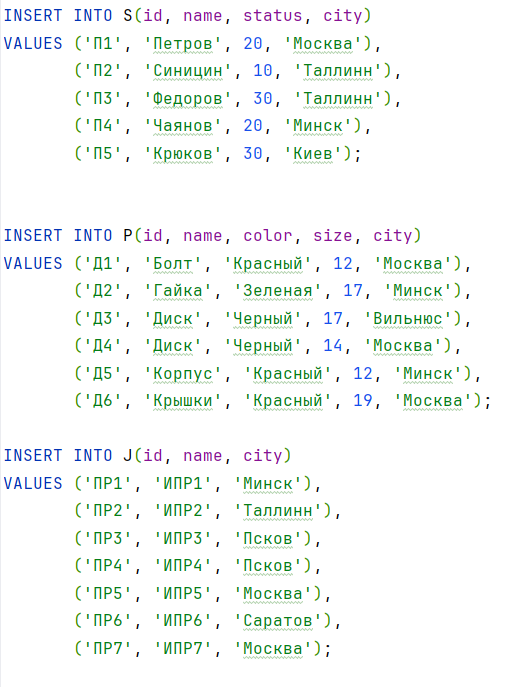 INSERT INTO S(id, name, status, city)
VALUES ('П1', 'Петров', 20, 'Москва'),
('П2', 'Синицин', 10, 'Таллинн'),
('П3', 'Федоров', 30, 'Таллинн'),
('П4', 'Чаянов', 20, 'Минск'),
('П5', 'Крюков', 30, 'Киев');
INSERT INTO P(id, name, color, size, city)
VALUES ('Д1', 'Болт', 'Красный', 12, 'Москва'),
('Д2', 'Гайка', 'Зеленая', 17, 'Минск'),
('Д3', 'Диск', 'Черный', 17, 'Вильнюс'),
('Д4', 'Диск', 'Черный', 14, 'Москва'),
('Д5', 'Корпус', 'Красный', 12, 'Минск'),
('Д6', 'Крышки', 'Красный', 19, 'Москва');
INSERT INTO J(id, name, city)
VALUES ('ПР1', 'ИПР1', 'Минск'),
('ПР2', 'ИПР2', 'Таллинн'),
('ПР3', 'ИПР3', 'Псков'),
('ПР4', 'ИПР4', 'Псков'),
('ПР5', 'ИПР5', 'Москва'),
('ПР6', 'ИПР6', 'Саратов'),
('ПР7', 'ИПР7', 'Москва');